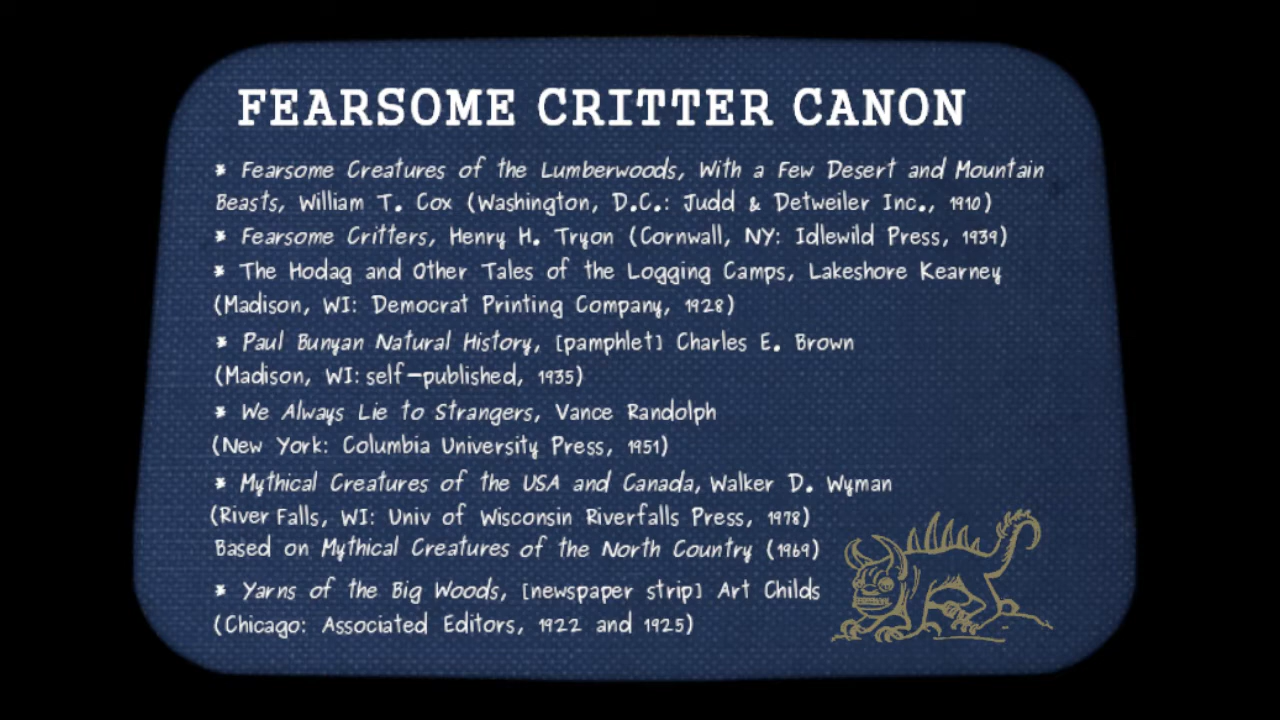 FEARSOME CRITTER CANON
* Fearsome Creatures of the Lumberwoods, With a Few Desert and Mountain
Beasts, William T. Cox (Washington, D.C.: Judd & Detweiler Inc., 1910)
* Fearsome Critters, Henry H. Tryon (Cornwall, NY: Idlewild Press, 1939)
* The Hodag and Other Tales of the Logging Camps, Lakeshore Kearney
(Madison, WI: Democrat Printing Company, 1928)
* Paul Bunyan Natural History, [pamphlet] Charles E. Brown
(Madison, WI: self-published, 1935)
* We Always Lie to Strangers, Vance Randolph
(New York: Columbia University Press, 1951)
* Mythical Creatures of the USA and Canada, Walker D. Wyman
(River Falls, WI: Univ of Wisconsin Riverfalls Press, 1978)
Based on Mythical Creatures of the North Country (1969)
* Yarns of the Big Woods, [newspaper strip] Art Childs
(Chicago: Associated Editors, 1922 and 1925)